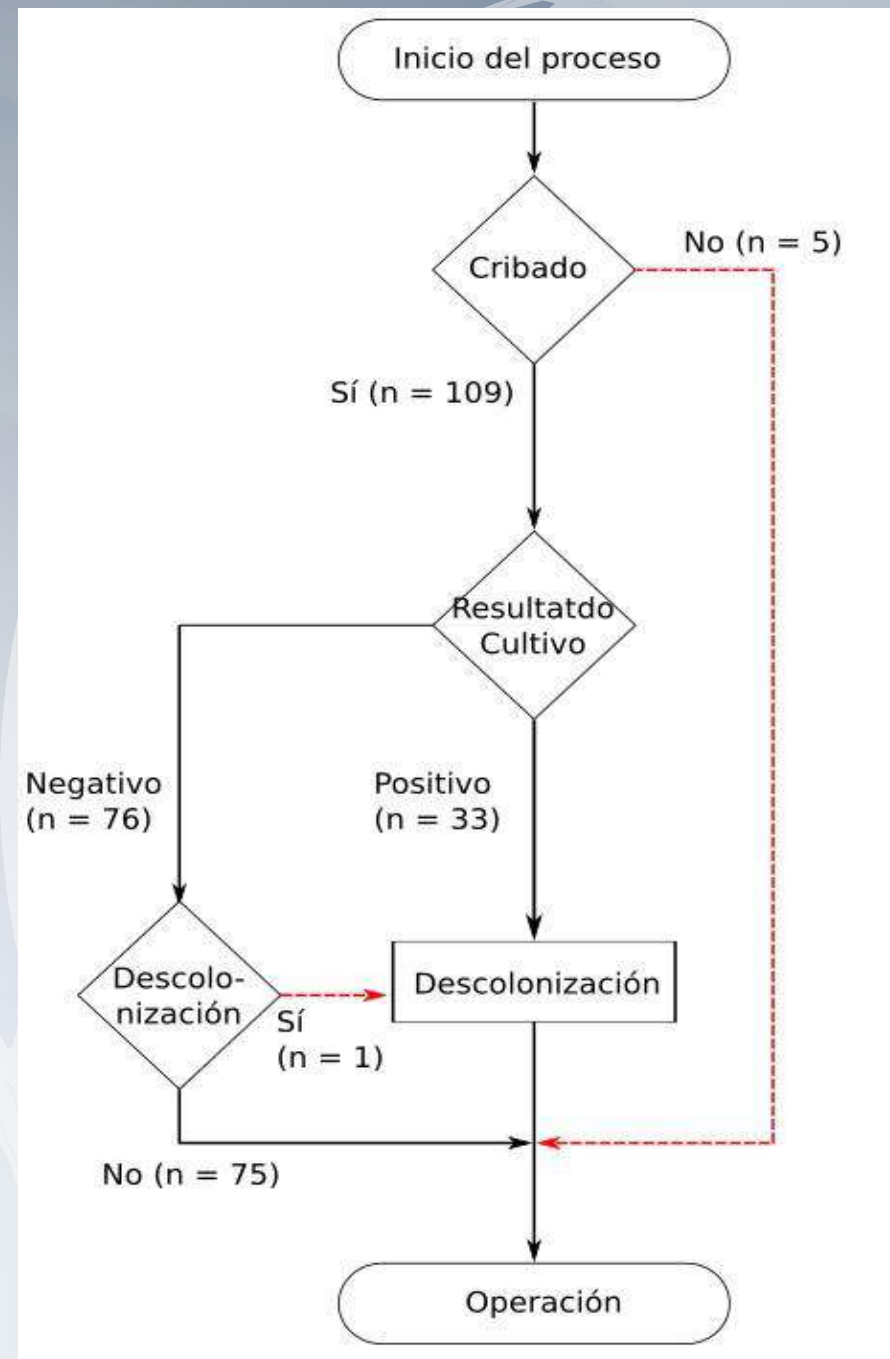 Inicio del proceso
Cribado
No (n = 5)
Sí (n = 109)
Resultatdo
Cultivo
Negativo
(n = 76)
Positivo
(n = 33)
Descolo-
nización
Sí
(n = 1)
Descolonización
No (n = 75)
Operación